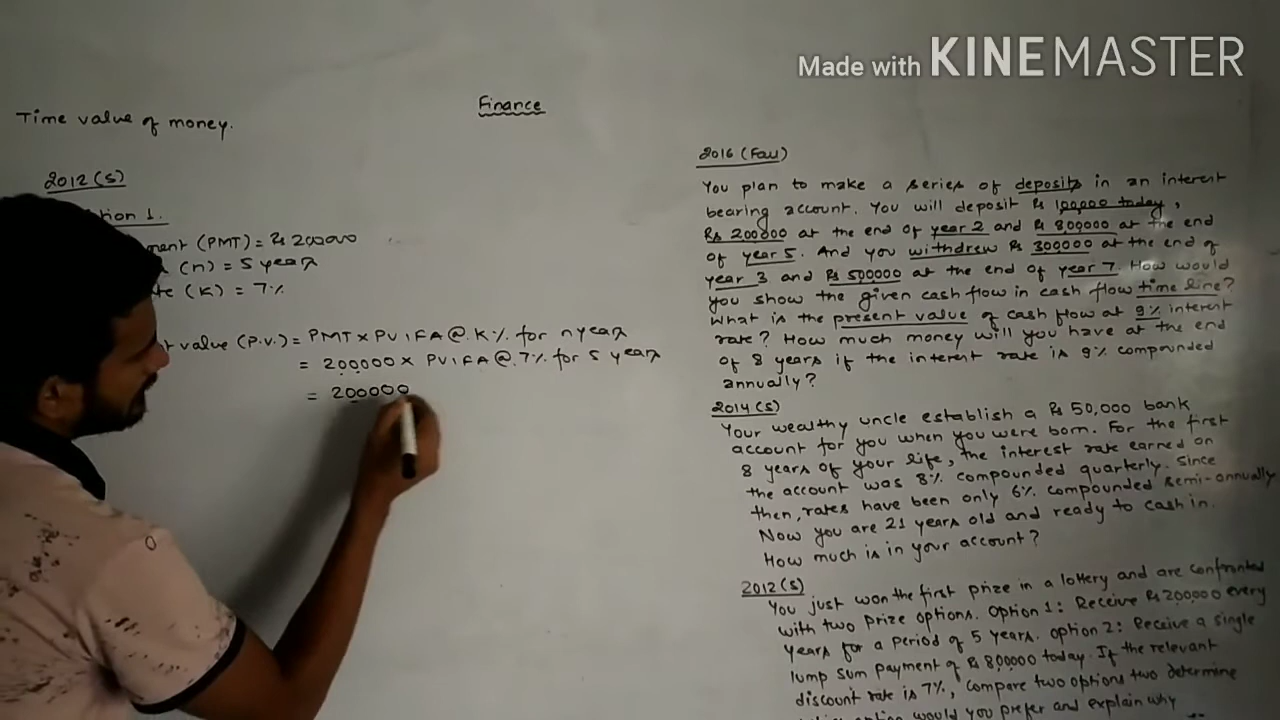 Made with KINEMASTER
Finance
Time value of money.
2012(S)
tion 1.
ment (PMT) = Rs 200000
(n) = 5 years
te (K) = 7%
t value (P.V.) = PMT × PVIFA@.K% for n years
= 200000 × PVIFA@.7% for 5 years
= 200000
2016 (Fall)
You plan to make a series of deposits in an interest
bearing account. You will deposit Rs 100,000 today,
Rs 200000 at the end of year 2 and Rs 800000 at the end
of year 5. And you withdrew Rs 300000 at the end of
year 3 and Rs 500000 at the end of year 7. How would
you show the given cash flow in cash flow time line?
What is the present value of cash flow at 9% interest
rate? How much money will you have at the end
of 8 years if the interest rate is 9% compounded
annually?
2014(S)
Your wealthy uncle establish a Rs 50,000 bank
account for you when you were born. For the first
8 years of your life, the interest rate earned on
the account was 8% compounded quarterly. Since
then, rates have been only 6% compounded semi-annually
Now you are 21 years old and ready to cash in.
How much is in your account?
2012(S)
You just won the first prize in a lottery and are confronted
with two prize options. Option 1: Receive Rs 200000 every
years for a period of 5 years. Option 2: Receive a single
lump sum payment of Rs 800000 today. If the relevant
discount rate is 7%, compare two options two determine
option would you prefer and explain why